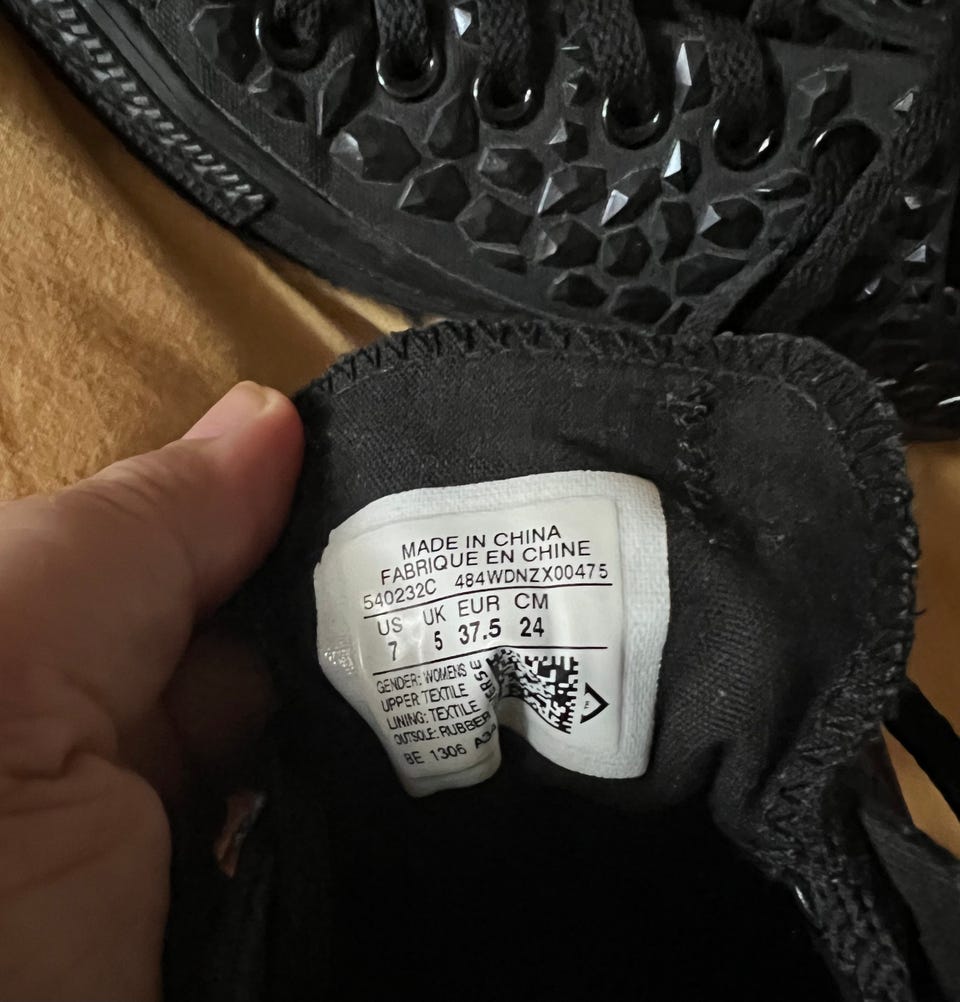 MADE IN CHINA
FABRIQUE EN CHINE
540232C 484WDNZX00475
US UK EUR CM
7 5 37.5 24
GENDER: WOMENS
UPPER TEXTILE
LINING: TEXTILE
OUTSOLE: RUBBER
BE 1306
TM